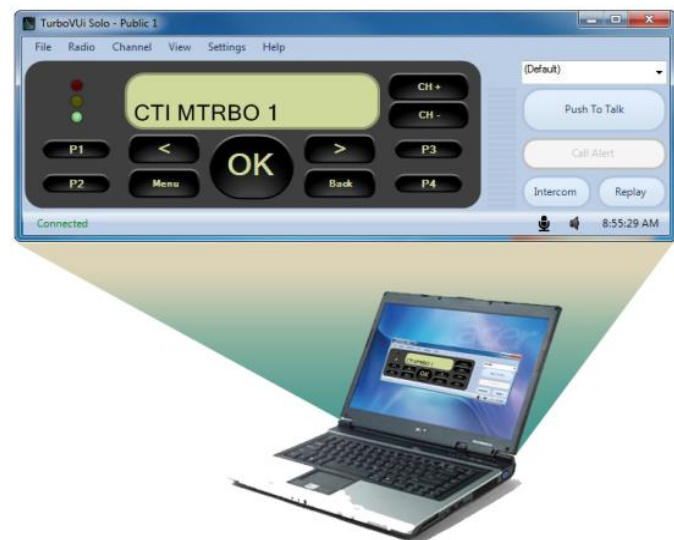 TurboVUi Solo - Public 1
File Radio Channel View Settings Help
(Default)
CTI MTRBO 1
CH +
CH -
Push To Talk
P1 < OK > P3
Call Alert
P2 Menu Back P4
Intercom Replay
Connected 8:55:29 AM
acer